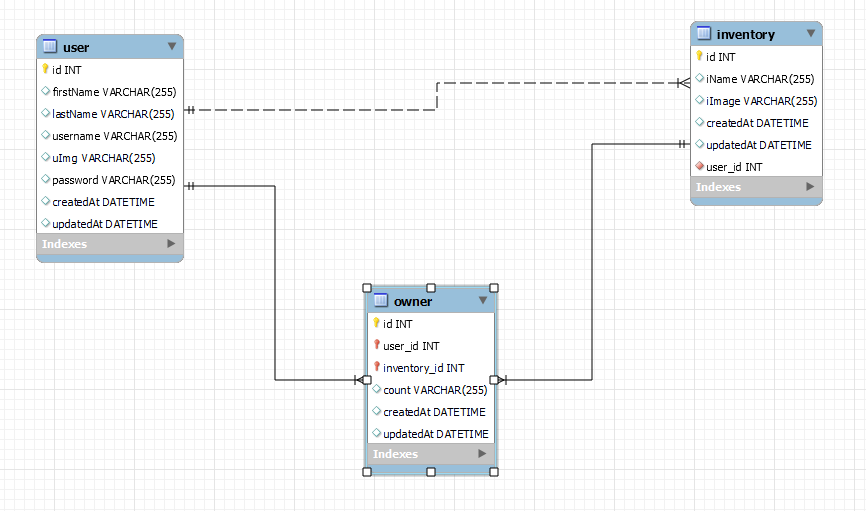 user
id INT
firstName VARCHAR(255)
lastName VARCHAR(255)
username VARCHAR(255)
uImg VARCHAR(255)
password VARCHAR(255)
createdAt DATETIME
updatedAt DATETIME
Indexes
inventory
id INT
iName VARCHAR(255)
iImage VARCHAR(255)
createdAt DATETIME
updatedAt DATETIME
user_id INT
Indexes
owner
id INT
user_id INT
inventory_id INT
count VARCHAR(255)
createdAt DATETIME
updatedAt DATETIME
Indexes